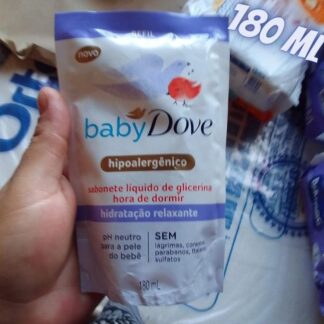 REFIL
180 ML
novo
baby Dove
hipoalergênico
sabonete líquido de glicerina
hora de dormir
hidratação relaxante
pH neutro
para a pele
do bebê
SEM
lágrimas, corantes,
parabenos,
sulfatos
180 mL
Ort